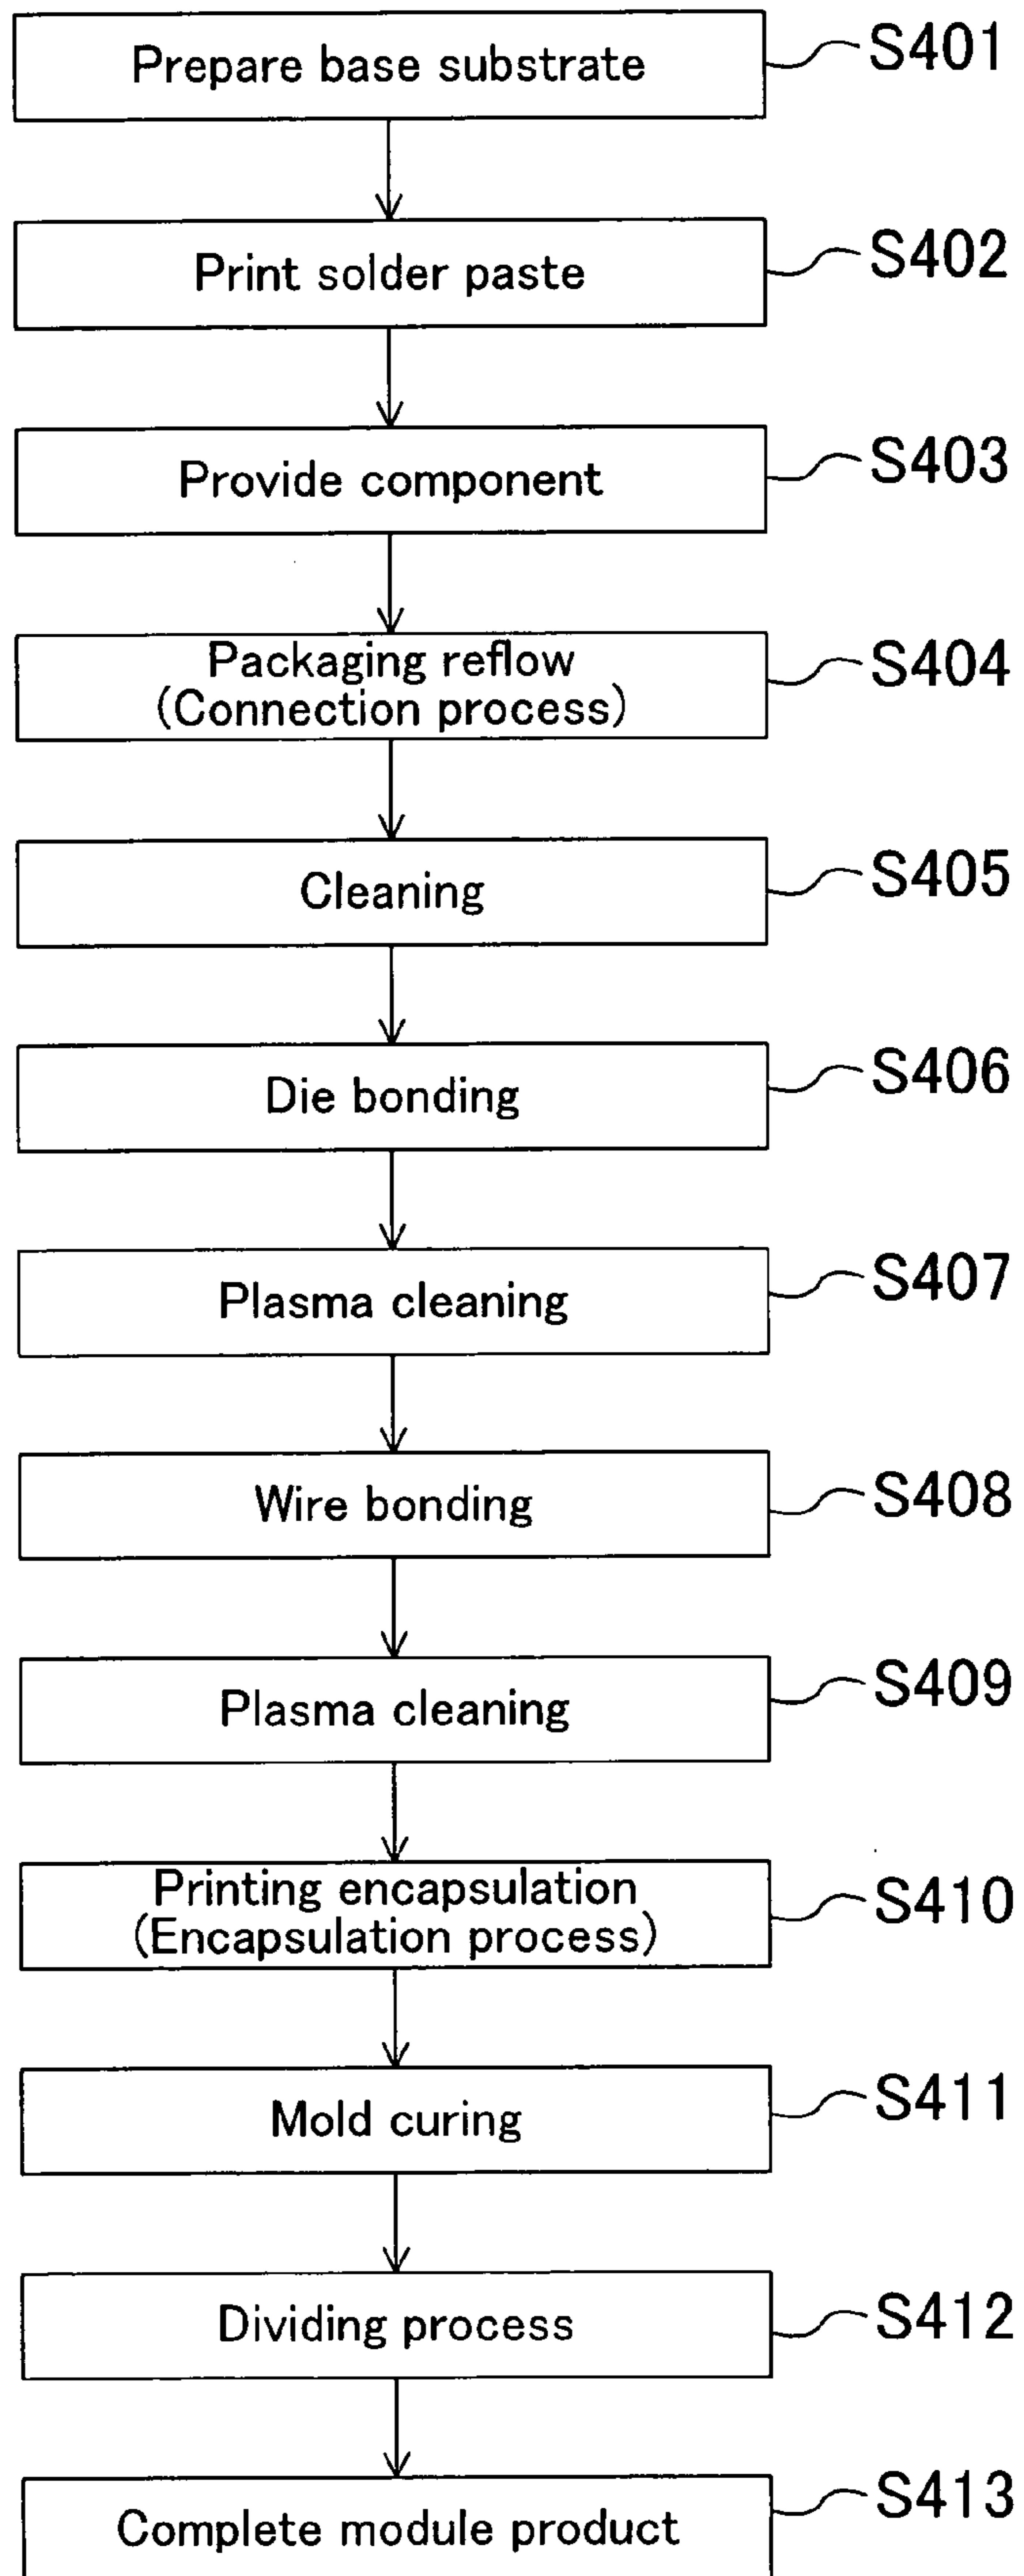 Prepare base substrate
S401
Print solder paste
S402
Provide component
S403
Packaging reflow
(Connection process)
S404
Cleaning
S405
Die bonding
S406
Plasma cleaning
S407
Wire bonding
S408
Plasma cleaning
S409
Printing encapsulation
(Encapsulation process)
S410
Mold curing
S411
Dividing process
S412
Complete module product
S413